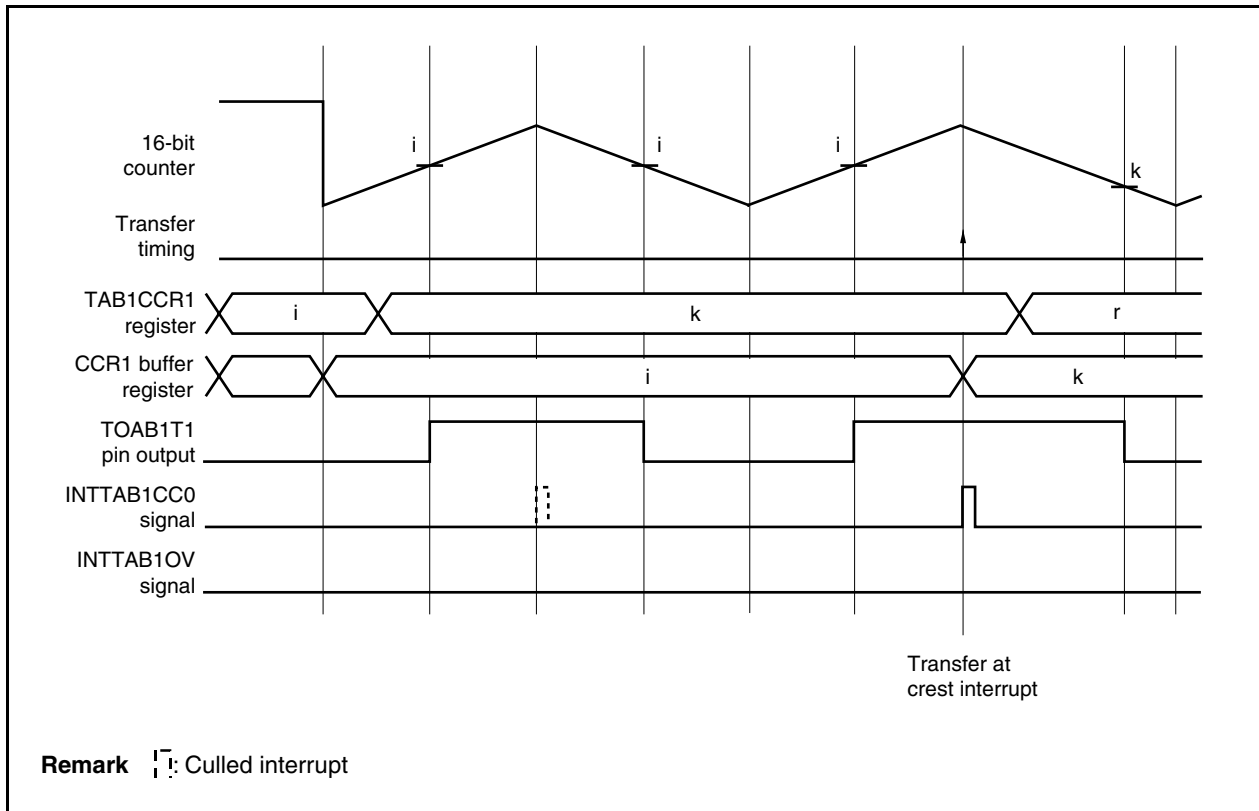 16-bit
counter
i
i
i
k
Transfer
timing
TAB1CCR1
register
i
k
r
CCR1 buffer
register
i
k
TOAB1T1
pin output
INTTAB1CC0
signal
INTTAB1OV
signal
Transfer at
crest interrupt
Remark : Culled interrupt